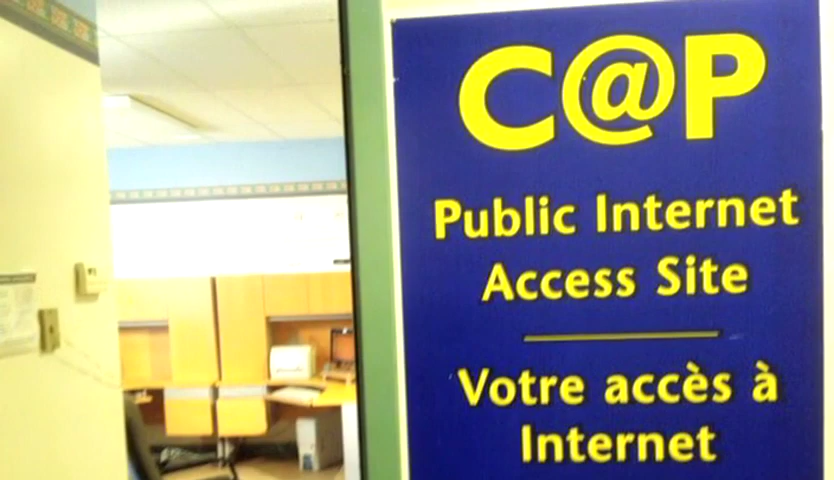 C@P
Public Internet
Access Site
Votre accès à
Internet